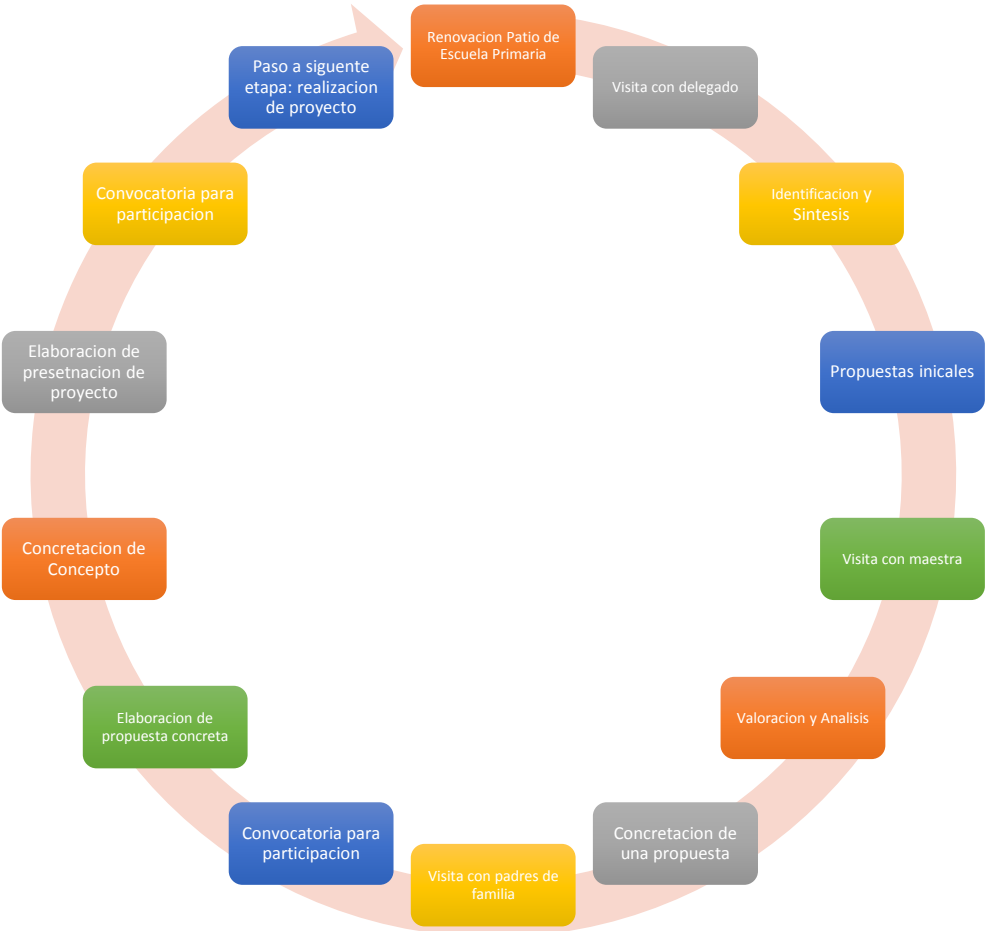 Renovacion Patio de
Escuela Primaria
Visita con delegado
Identificacion y
Sintesis
Propuestas inicales
Visita con maestra
Valoracion y Analisis
Concretacion de
una propuesta
Visita con padres de
familia
Convocatoria para
participacion
Elaboracion de
propuesta concreta
Concretacion de
Concepto
Elaboracion de
presetnacion de
proyecto
Convocatoria para
participacion
Paso a siguente
etapa: realizacion
de proyecto